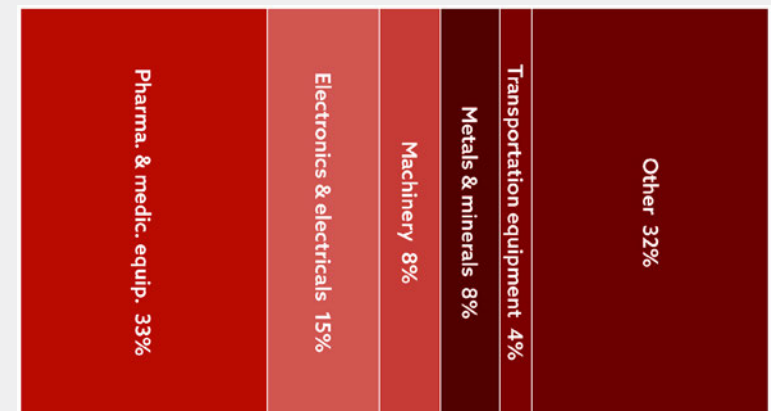 Pharma. & medic. equip. 33%
Electronics & electricals 15%
Machinery 8%
Metals & minerals 8%
Transportation equipment 4%
Other 32%